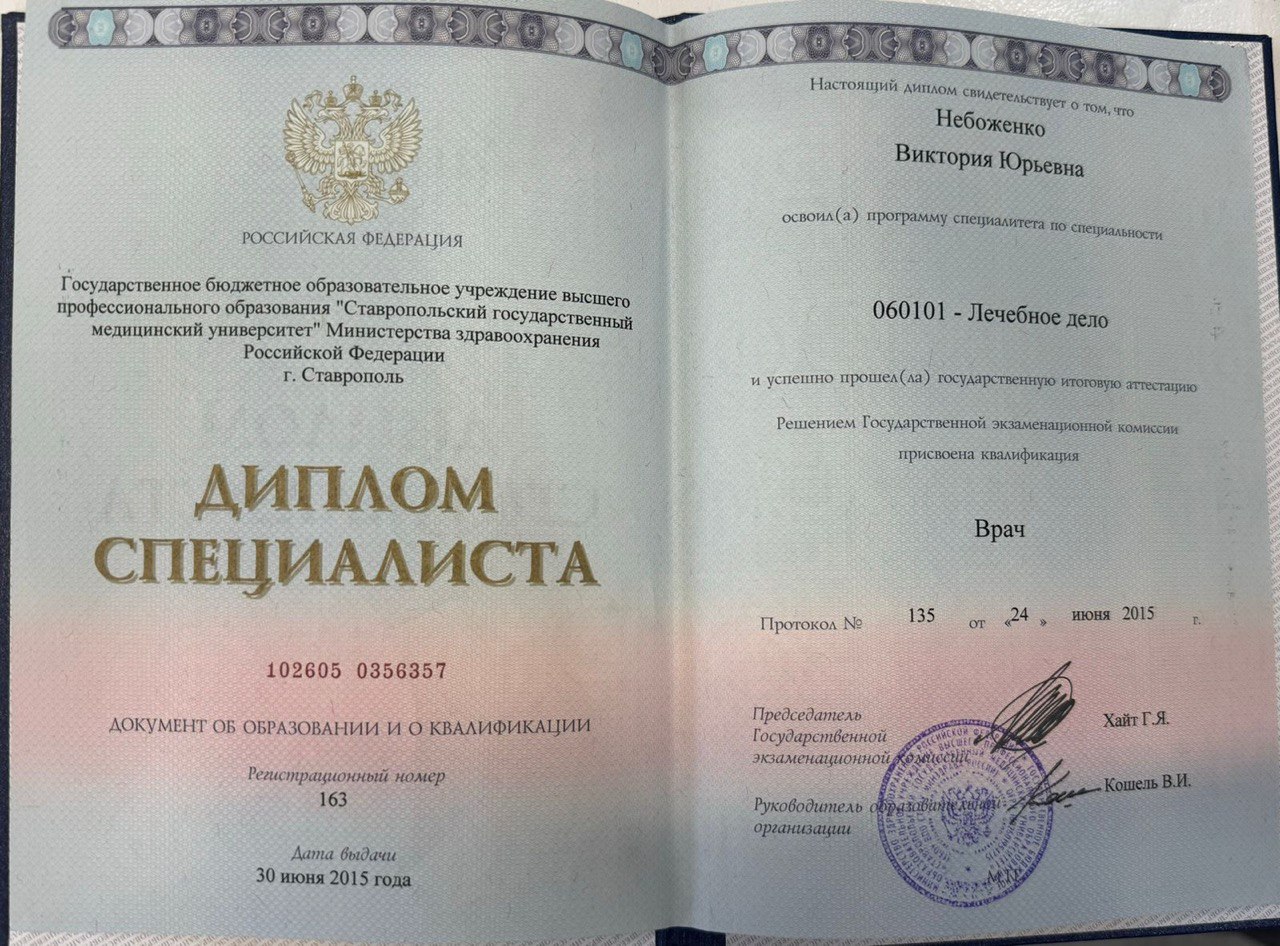 РОССИЙСКАЯ ФЕДЕРАЦИЯ
Государственное бюджетное образовательное учреждение высшего
профессионального образования "Ставропольский государственный
медицинский университет" Министерства здравоохранения
Российской Федерации
г. Ставрополь
ДИПЛОМ
СПЕЦИАЛИСТА
102605 0356357
ДОКУМЕНТ ОБ ОБРАЗОВАНИИ И О КВАЛИФИКАЦИИ
Регистрационный номер
163
Дата выдачи
30 июня 2015 года
Настоящий диплом свидетельствует о том, что
Небоженко
Виктория Юрьевна
освоил(а) программу специалитета по специальности
060101 - Лечебное дело
и успешно прошел(ла) государственную итоговую аттестацию
Решением Государственной экзаменационной комиссии
присвоена квалификация
Врач
Протокол № 135 от «24» июня 2015 г.
Председатель
Государственной
экзаменационной комиссии
Хайт Г.Я.
Руководитель образовательной
организации
Кошель В.И.